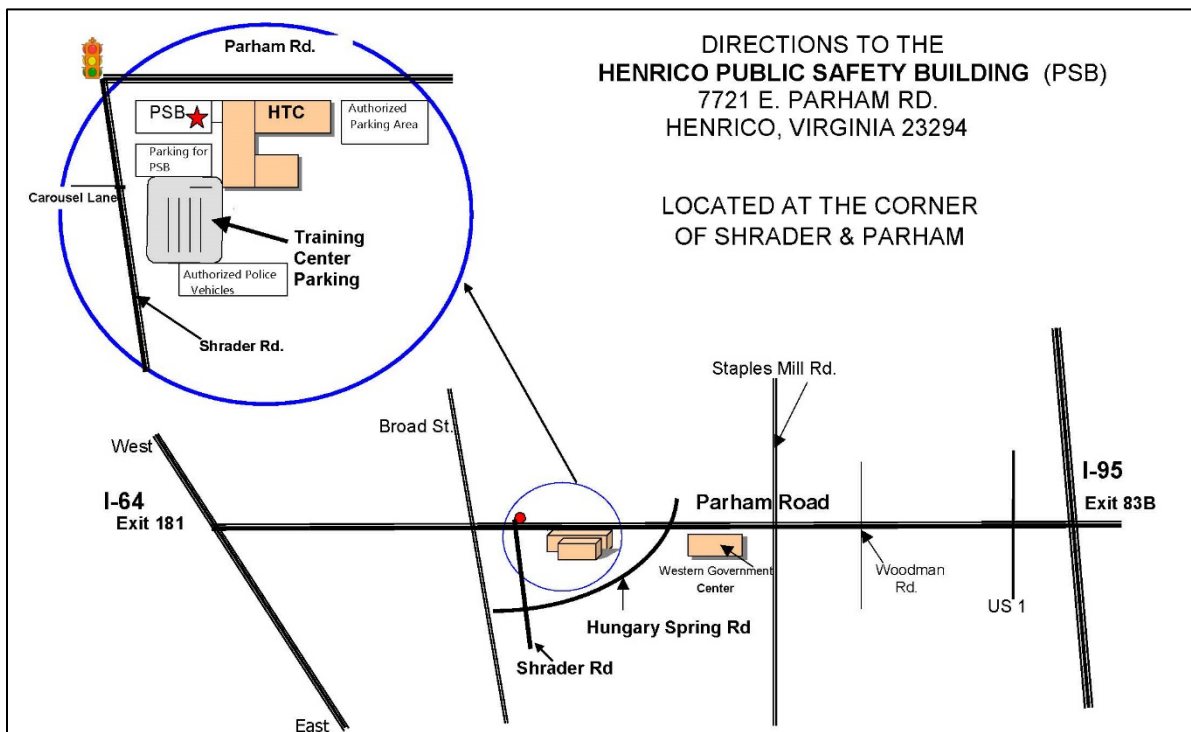 DIRECTIONS TO THE
HENRICO PUBLIC SAFETY BUILDING (PSB)
7721 E. PARHAM RD.
HENRICO, VIRGINIA 23294
LOCATED AT THE CORNER
OF SHRADER & PARHAM
Parham Rd.
PSB
HTC
Authorized
Parking Area
Parking for
PSB
Carousel Lane
Training
Center
Parking
Authorized Police
Vehicles
Shrader Rd.
Staples Mill Rd.
Broad St.
West
I-64
Exit 181
Parham Road
I-95
Exit 83B
Western Government
Center
Woodman
Rd.
US 1
Hungary Spring Rd
Shrader Rd
East